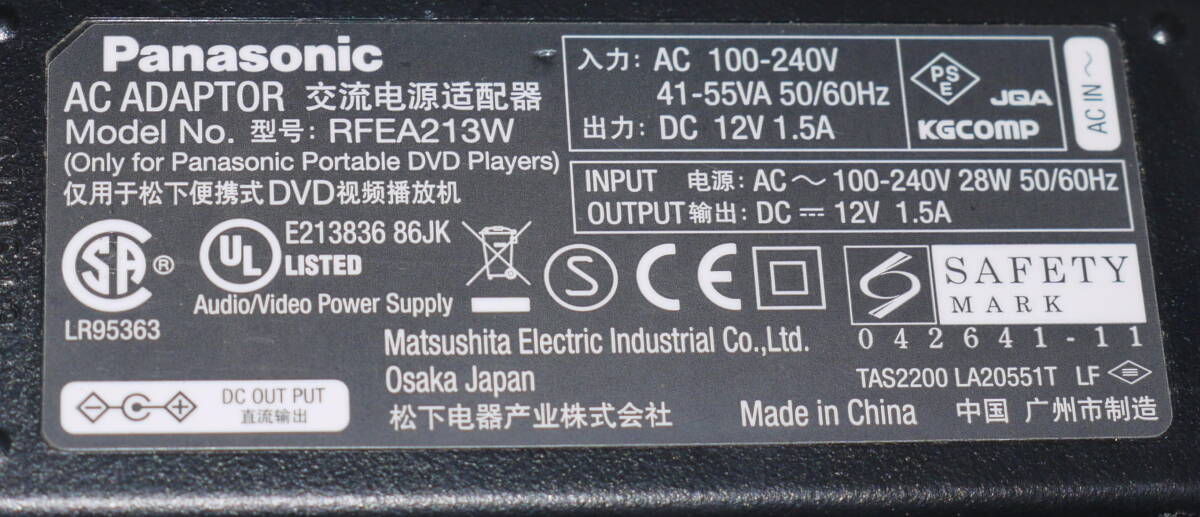 Panasonic
AC ADAPTOR 交流电源适配器
Model No. 型号: RFEA213W
(Only for Panasonic Portable DVD Players)
仅用于松下便携式DVD视频播放机
入力: AC 100-240V
41-55VA 50/60Hz
出力: DC 12V 1.5A
PS
E
JQA
KGCOMP
AC IN ～
INPUT 电源: AC～100-240V 28W 50/60Hz
OUTPUT 输出: DC⎓ 12V 1.5A
SA ®
LR95363
UL
E213836 86JK
LISTED
Audio/Video Power Supply
S
CE
SAFETY
MARK
042641-11
Matsushita Electric Industrial Co.,Ltd.
Osaka Japan
松下电器产业株式会社
TAS2200 LA20551T LF
Made in China 中国 广州市制造
DC OUT PUT
直流输出